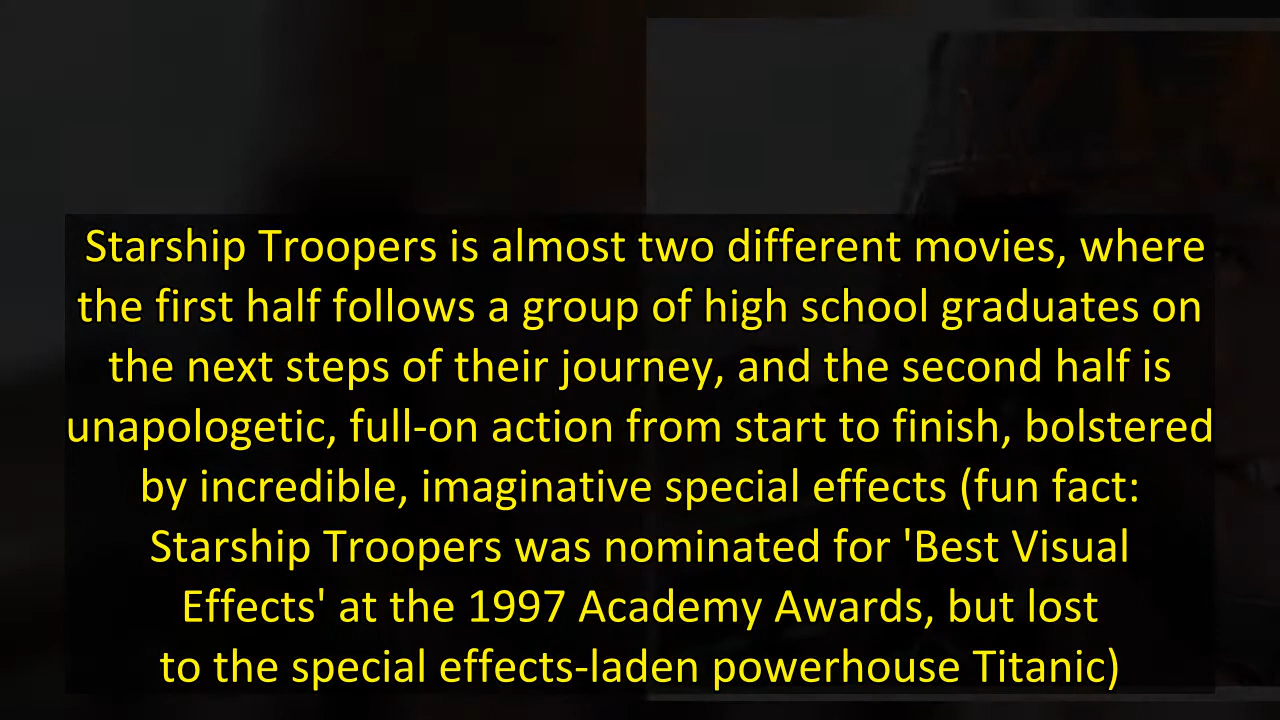 Starship Troopers is almost two different movies, where
the first half follows a group of high school graduates on
the next steps of their journey, and the second half is
unapologetic, full-on action from start to finish, bolstered
by incredible, imaginative special effects (fun fact:
Starship Troopers was nominated for 'Best Visual
Effects' at the 1997 Academy Awards, but lost
to the special effects-laden powerhouse Titanic)